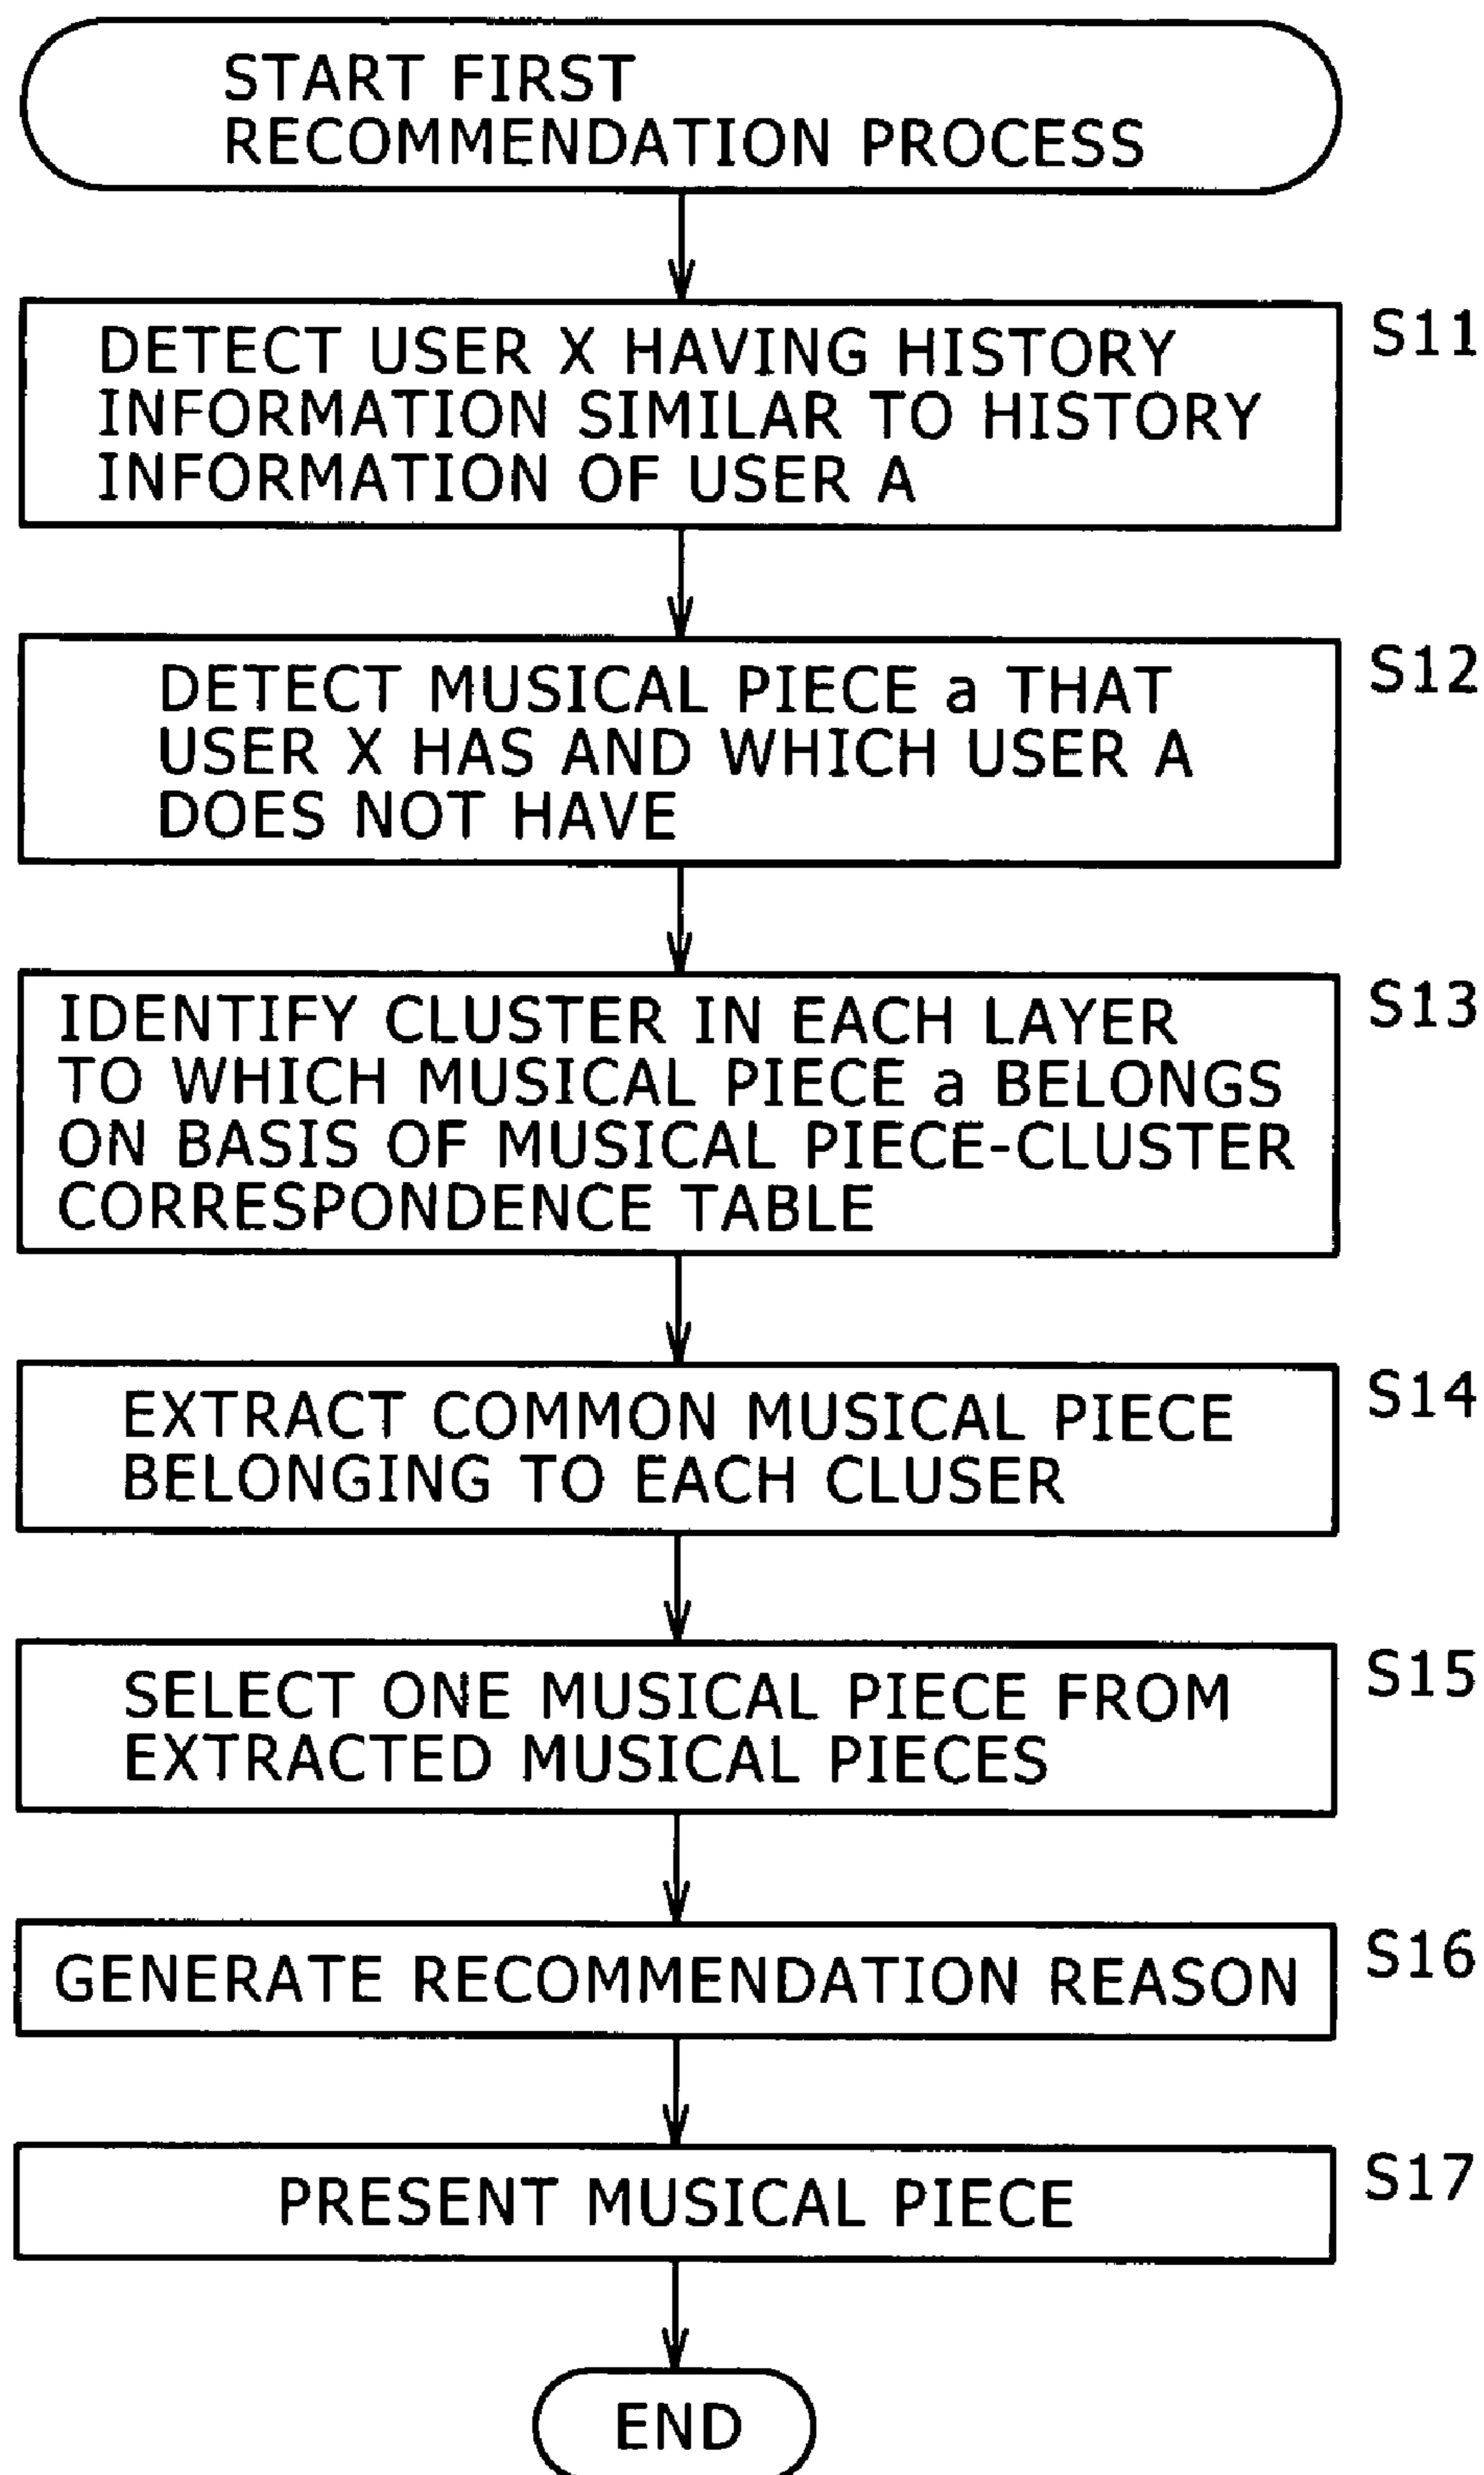 START FIRST
RECOMMENDATION PROCESS
DETECT USER X HAVING HISTORY
INFORMATION SIMILAR TO HISTORY
INFORMATION OF USER A
S11
DETECT MUSICAL PIECE a THAT
USER X HAS AND WHICH USER A
DOES NOT HAVE
S12
IDENTIFY CLUSTER IN EACH LAYER
TO WHICH MUSICAL PIECE a BELONGS
ON BASIS OF MUSICAL PIECE-CLUSTER
CORRESPONDENCE TABLE
S13
EXTRACT COMMON MUSICAL PIECE
BELONGING TO EACH CLUSER
S14
SELECT ONE MUSICAL PIECE FROM
EXTRACTED MUSICAL PIECES
S15
GENERATE RECOMMENDATION REASON
S16
PRESENT MUSICAL PIECE
S17
END